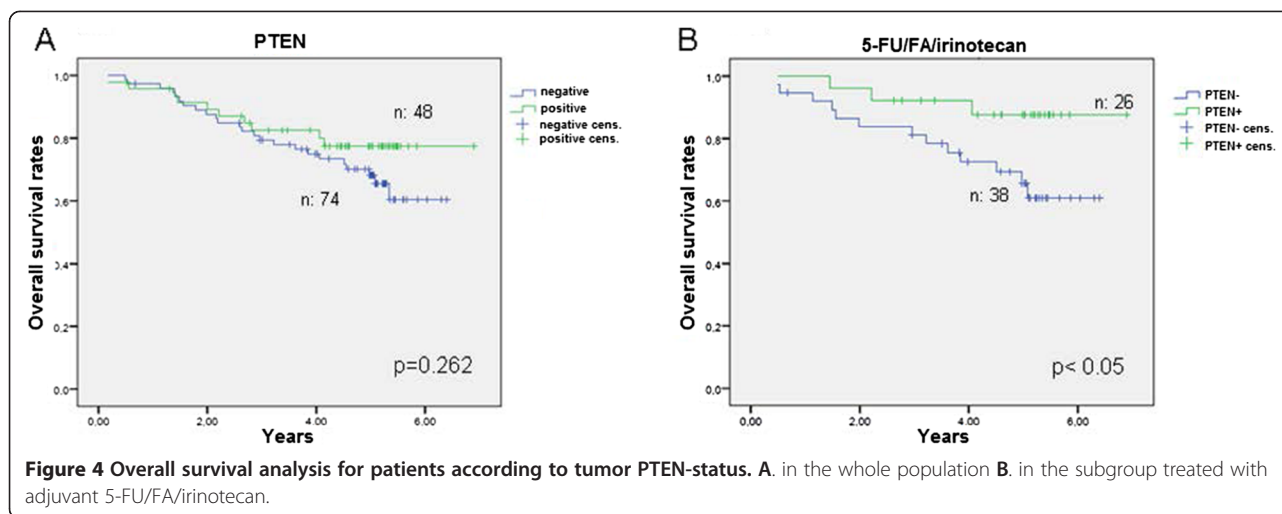 A
PTEN
1,0
0,8
0,6
0,4
0,2
0,0
0.00
2.00
4.00
6.00
Overall survival rates
Years
negative
positive
negative cens.
positive cens.
n: 48
n: 74
p=0.262
B
5-FU/FA/irinotecan
1,0
0,8
0,6
0,4
0,2
0,0
0.00
2.00
4.00
6.00
Overall survival rates
Years
PTEN-
PTEN+
PTEN- cens.
PTEN+ cens.
n: 26
n: 38
p< 0.05
Figure 4 Overall survival analysis for patients according to tumor PTEN-status. A. in the whole population B. in the subgroup treated with
adjuvant 5-FU/FA/irinotecan.